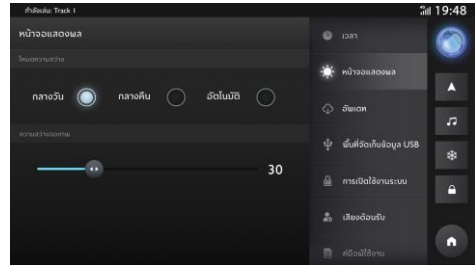 กำลังเล่น: Track 1
19:48
หน้าจอแสดงผล
โหมดความสว่าง
กลางวัน
กลางคืน
อัตโนมัติ
ความสว่างจอภาพ
30
เวลา
หน้าจอแสดงผล
อัพเดท
พื้นที่จัดเก็บข้อมูล USB
การเปิดใช้งานระบบ
เสียงต้อนรับ
คู่มือผู้ใช้งาน